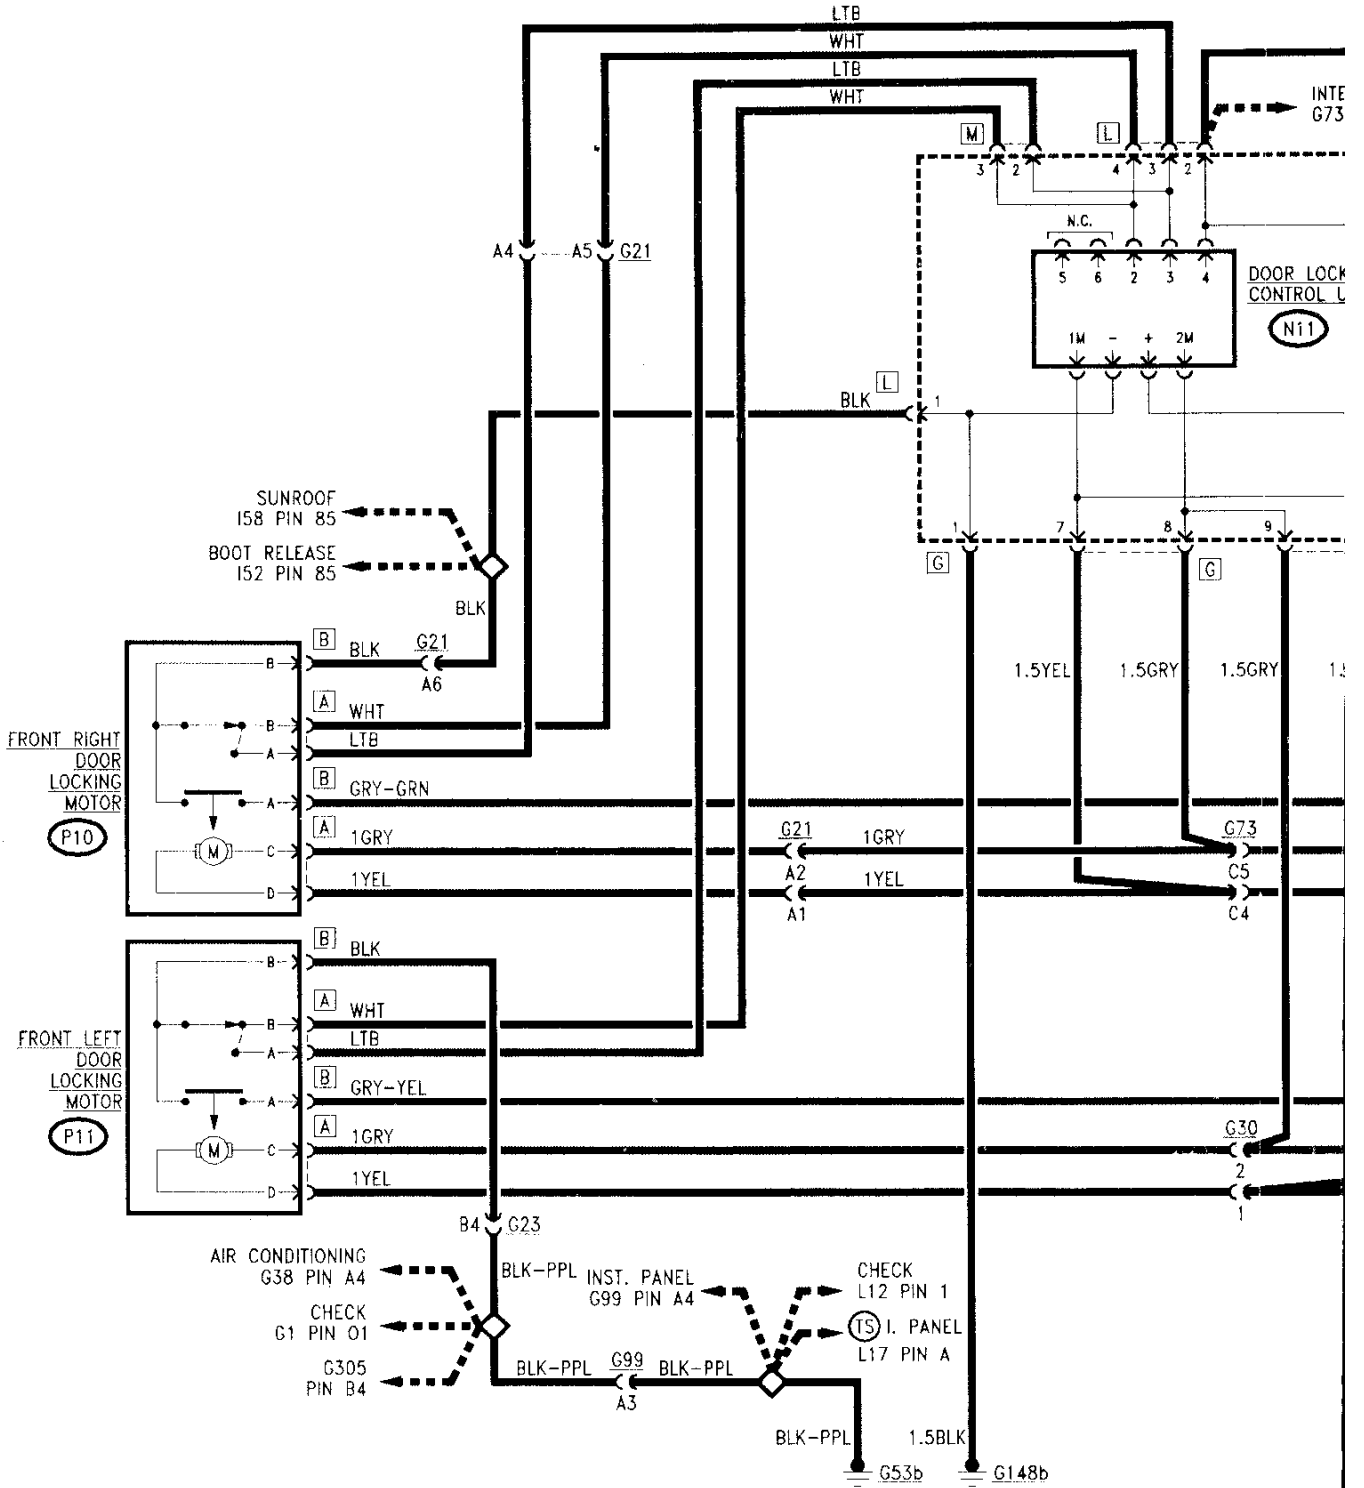 LTB
WHT
LTB
WHT
INTE
G73
M
L
3
2
4
3
2
N.C.
A4
A5
G21
5
6
2
3
4
DOOR LOCK
CONTROL U
N11
1M
-
+
2M
L
BLK
1
SUNROOF
I58 PIN 85
BOOT RELEASE
I52 PIN 85
BLK
1
7
8
9
G
G
B
BLK
G21
A6
B
1.5YEL
1.5GRY
1.5GRY
A
WHT
B
LTB
A
FRONT RIGHT
DOOR
LOCKING
MOTOR
P10
B
GRY-GRN
A
A
1GRY
G21
1GRY
G73
M
C
A2
C5
1YEL
1YEL
D
A1
C4
B
BLK
B
A
WHT
B
LTB
A
FRONT LEFT
DOOR
LOCKING
MOTOR
P11
B
GRY-YEL
A
A
1GRY
G30
M
C
2
1YEL
D
1
B4
G23
AIR CONDITIONING
G38 PIN A4
BLK-PPL
INST. PANEL
G99 PIN A4
CHECK
L12 PIN 1
CHECK
G1 PIN O1
TS
I. PANEL
L17 PIN A
G305
PIN B4
BLK-PPL
G99
A3
BLK-PPL
BLK-PPL
1.5BLK
G53b
G148b